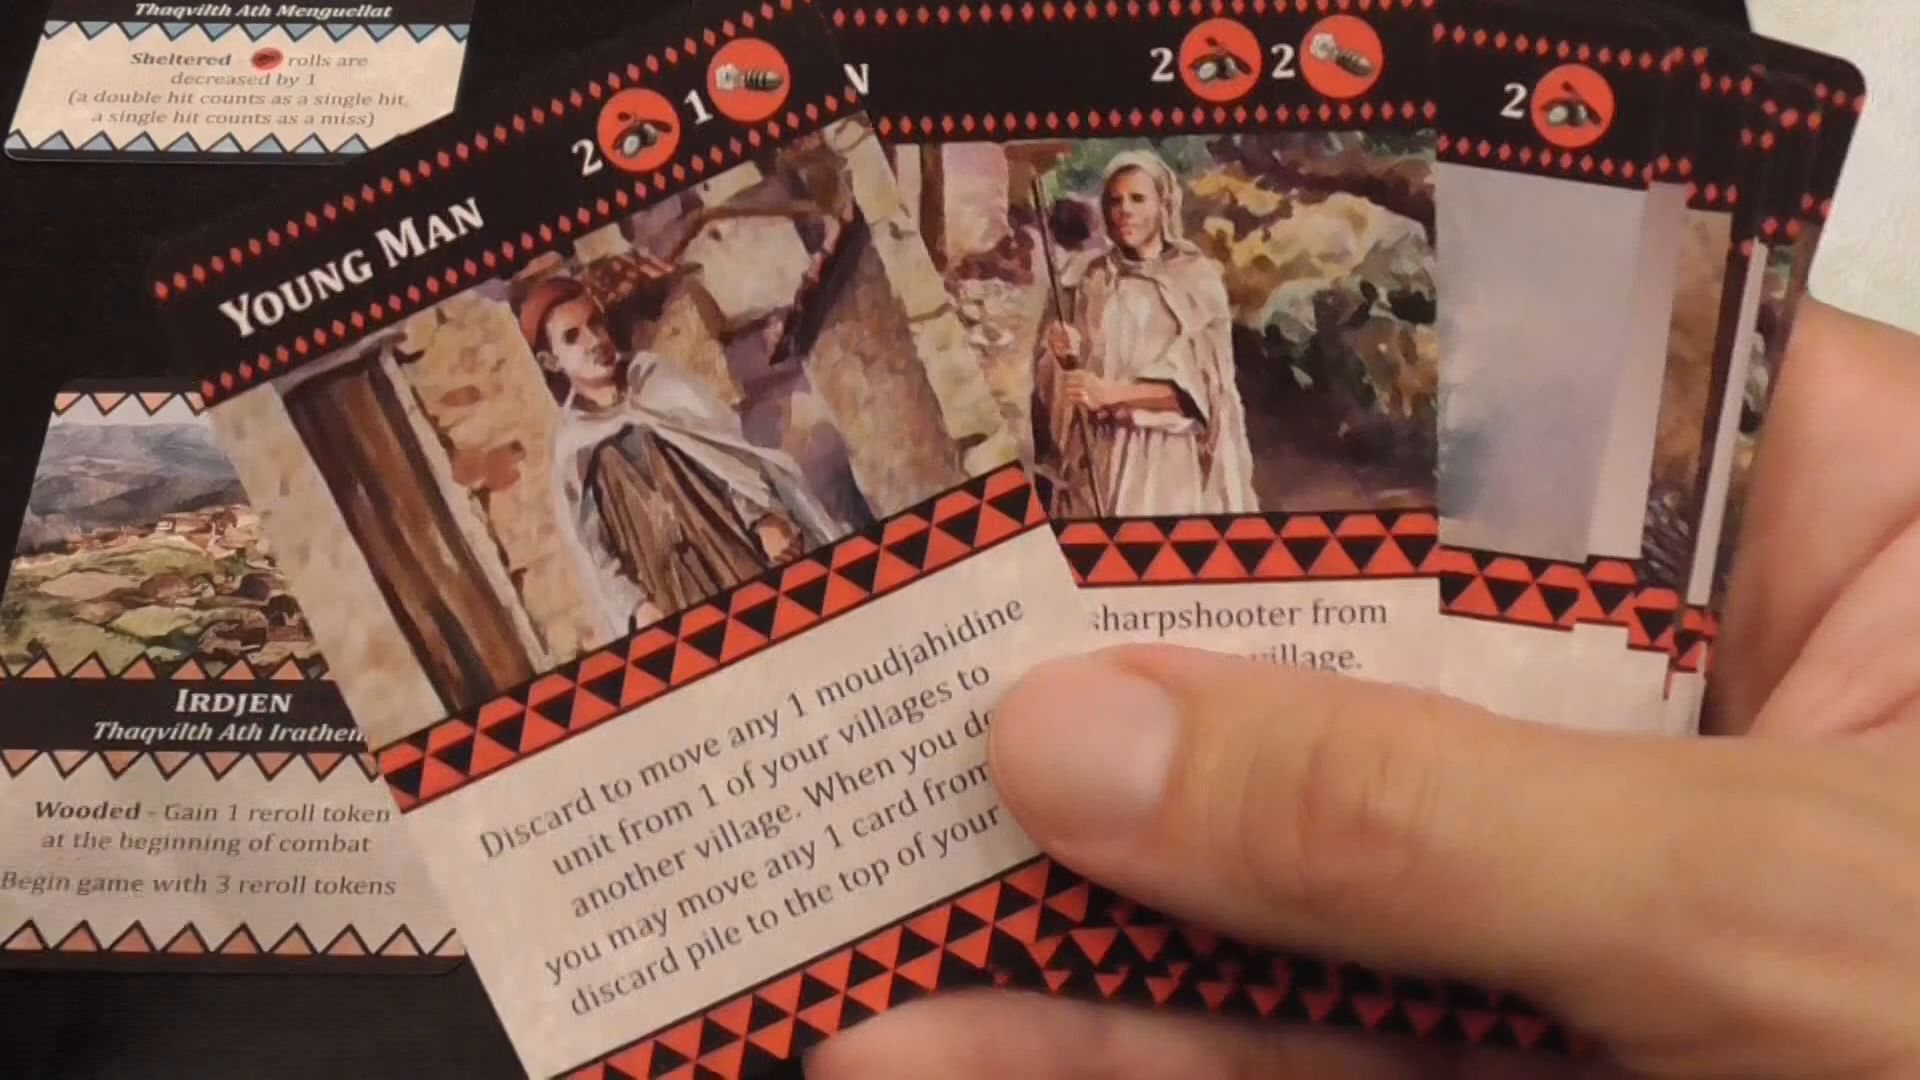 Thaqvilth Ath Menguellat
Sheltered - rolls are
decreased by 1
(a double hit counts as a single hit,
a single hit counts as a miss)
IRDJEN
Thaqvilth Ath
Wooded - Gain 1 reroll token
at the beginning of combat
Begin game with 3 reroll tokens
2 1
YOUNG MAN
Discard to move any 1 moudjahidine
unit from 1 of your villages to
another village. When you do
you may move any 1 card from
discard pile to the top of your
N
2 2
sharpshooter from
village.
2